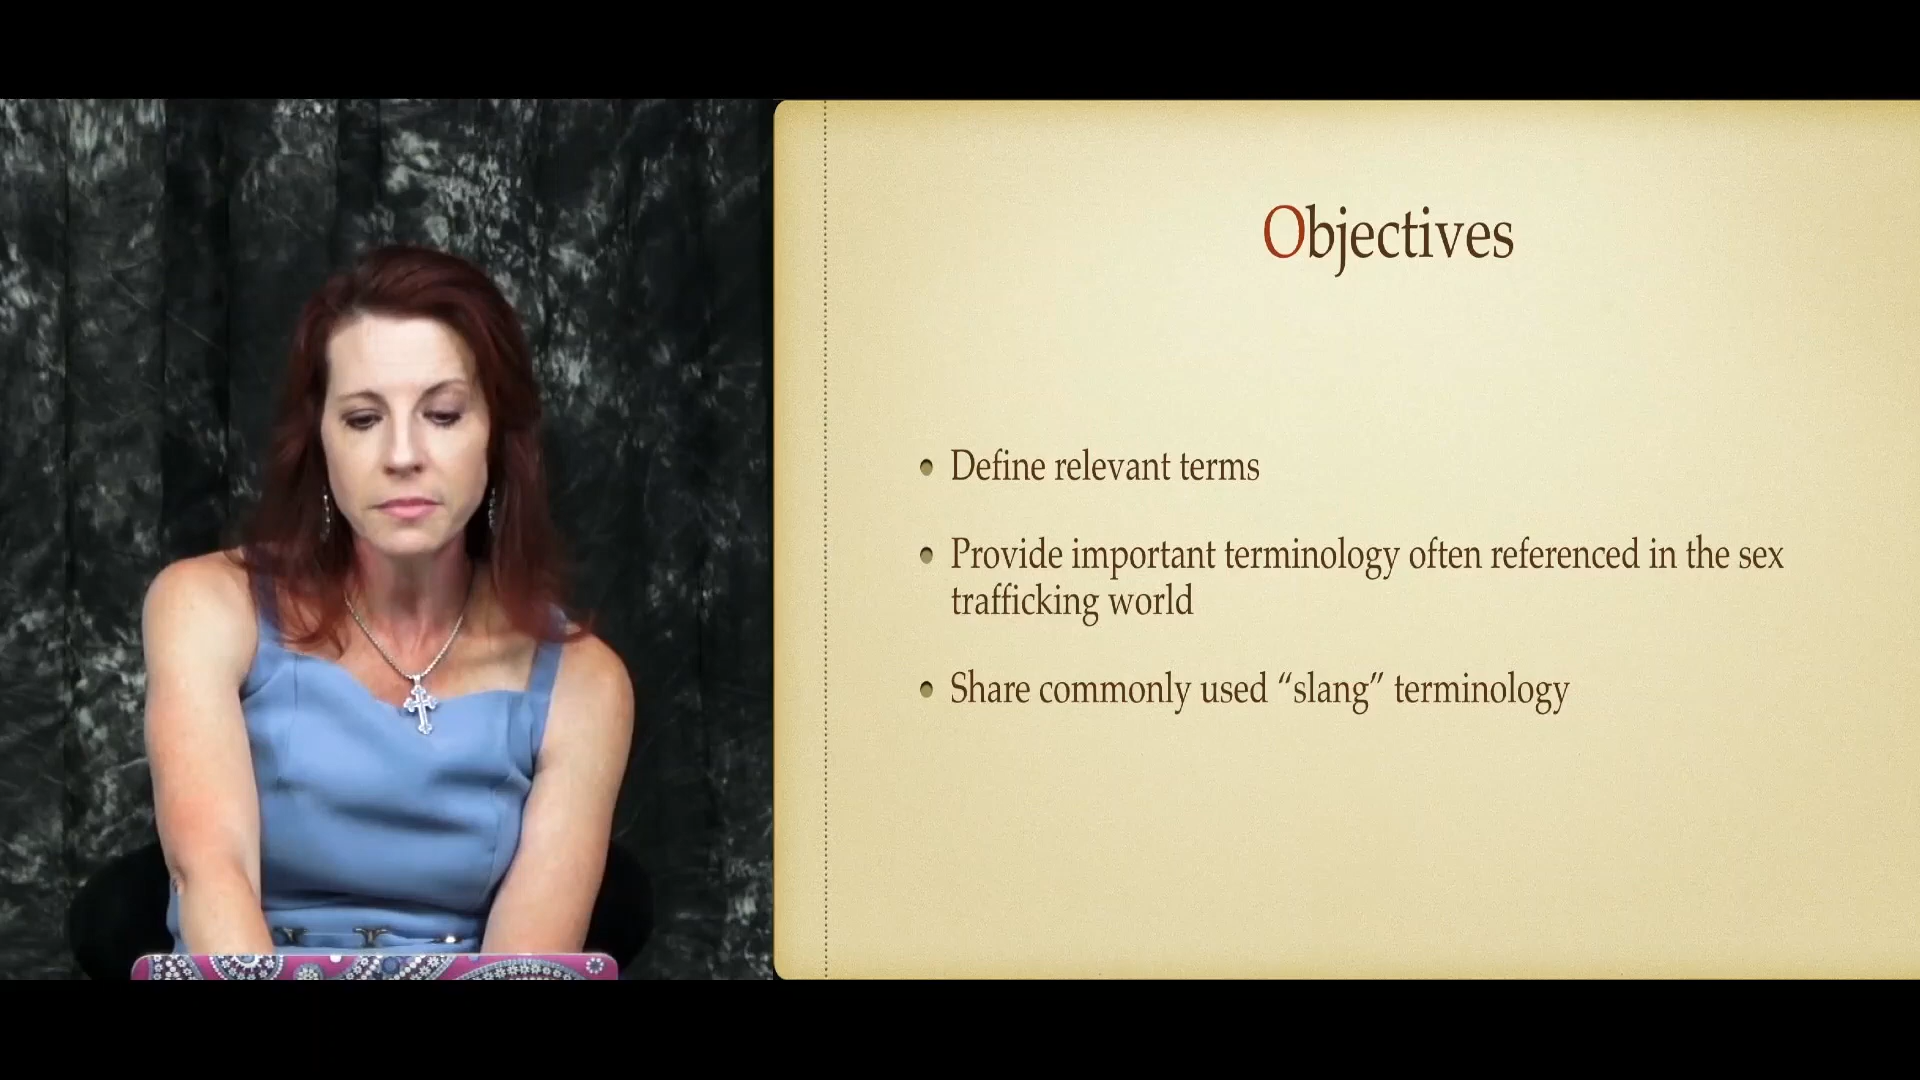 Objectives
• Define relevant terms
• Provide important terminology often referenced in the sex
trafficking world
• Share commonly used “slang” terminology